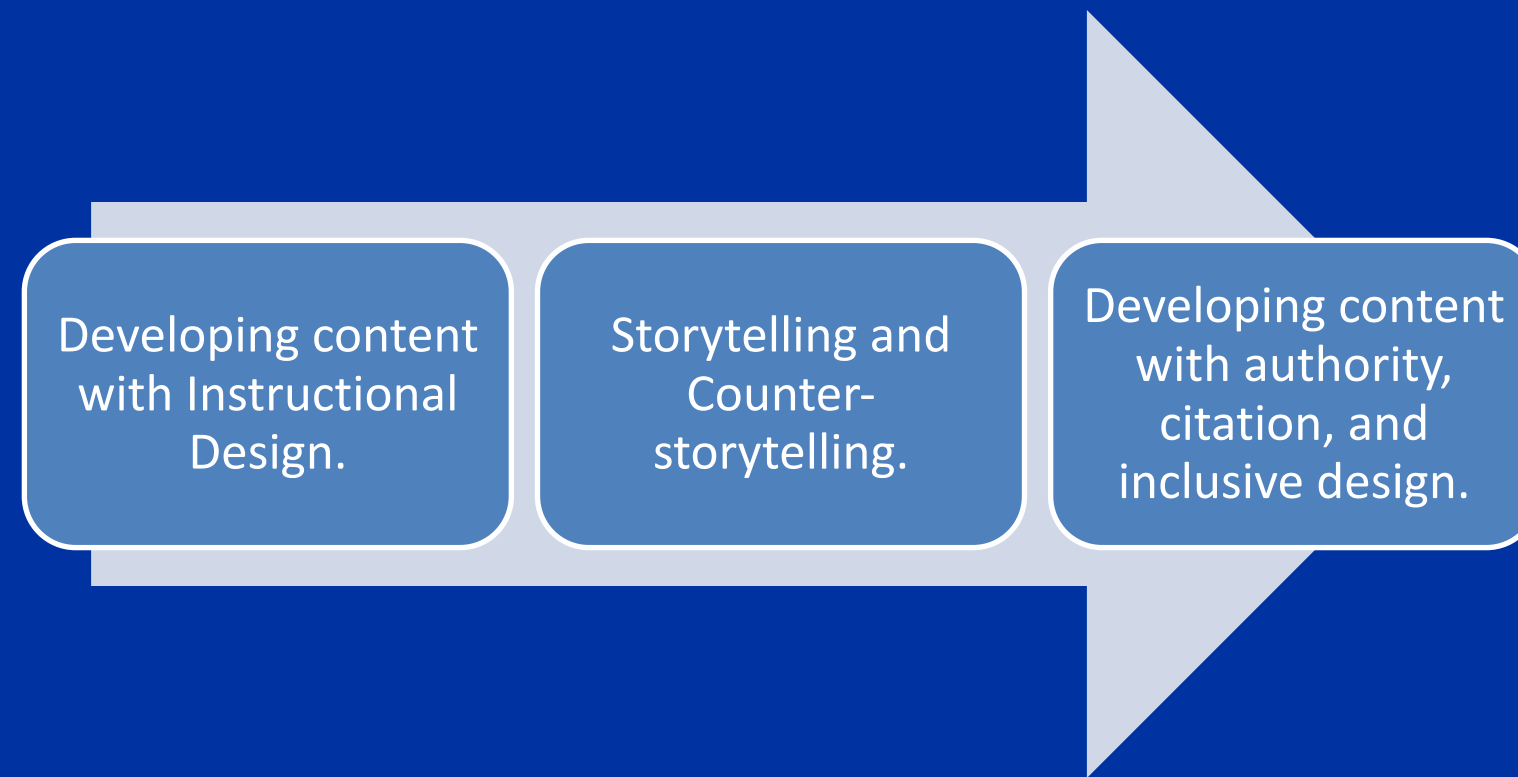 Developing content
with Instructional
Design.
Storytelling and
Counter-
storytelling.
Developing content
with authority,
citation, and
inclusive design.